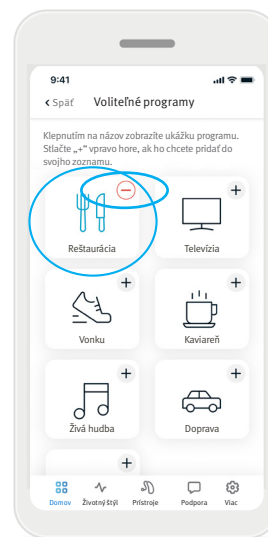 9:41
Späť Voliteľné programy
Klepnutím na názov zobrazíte ukážku programu.
Stlačte „+“ vpravo hore, ak ho chcete pridať do
svojho zoznamu.
Reštaurácia Televízia
Vonku Kaviareň
Živá hudba Doprava
Domov Životný štýl Prístroje Podpora Viac